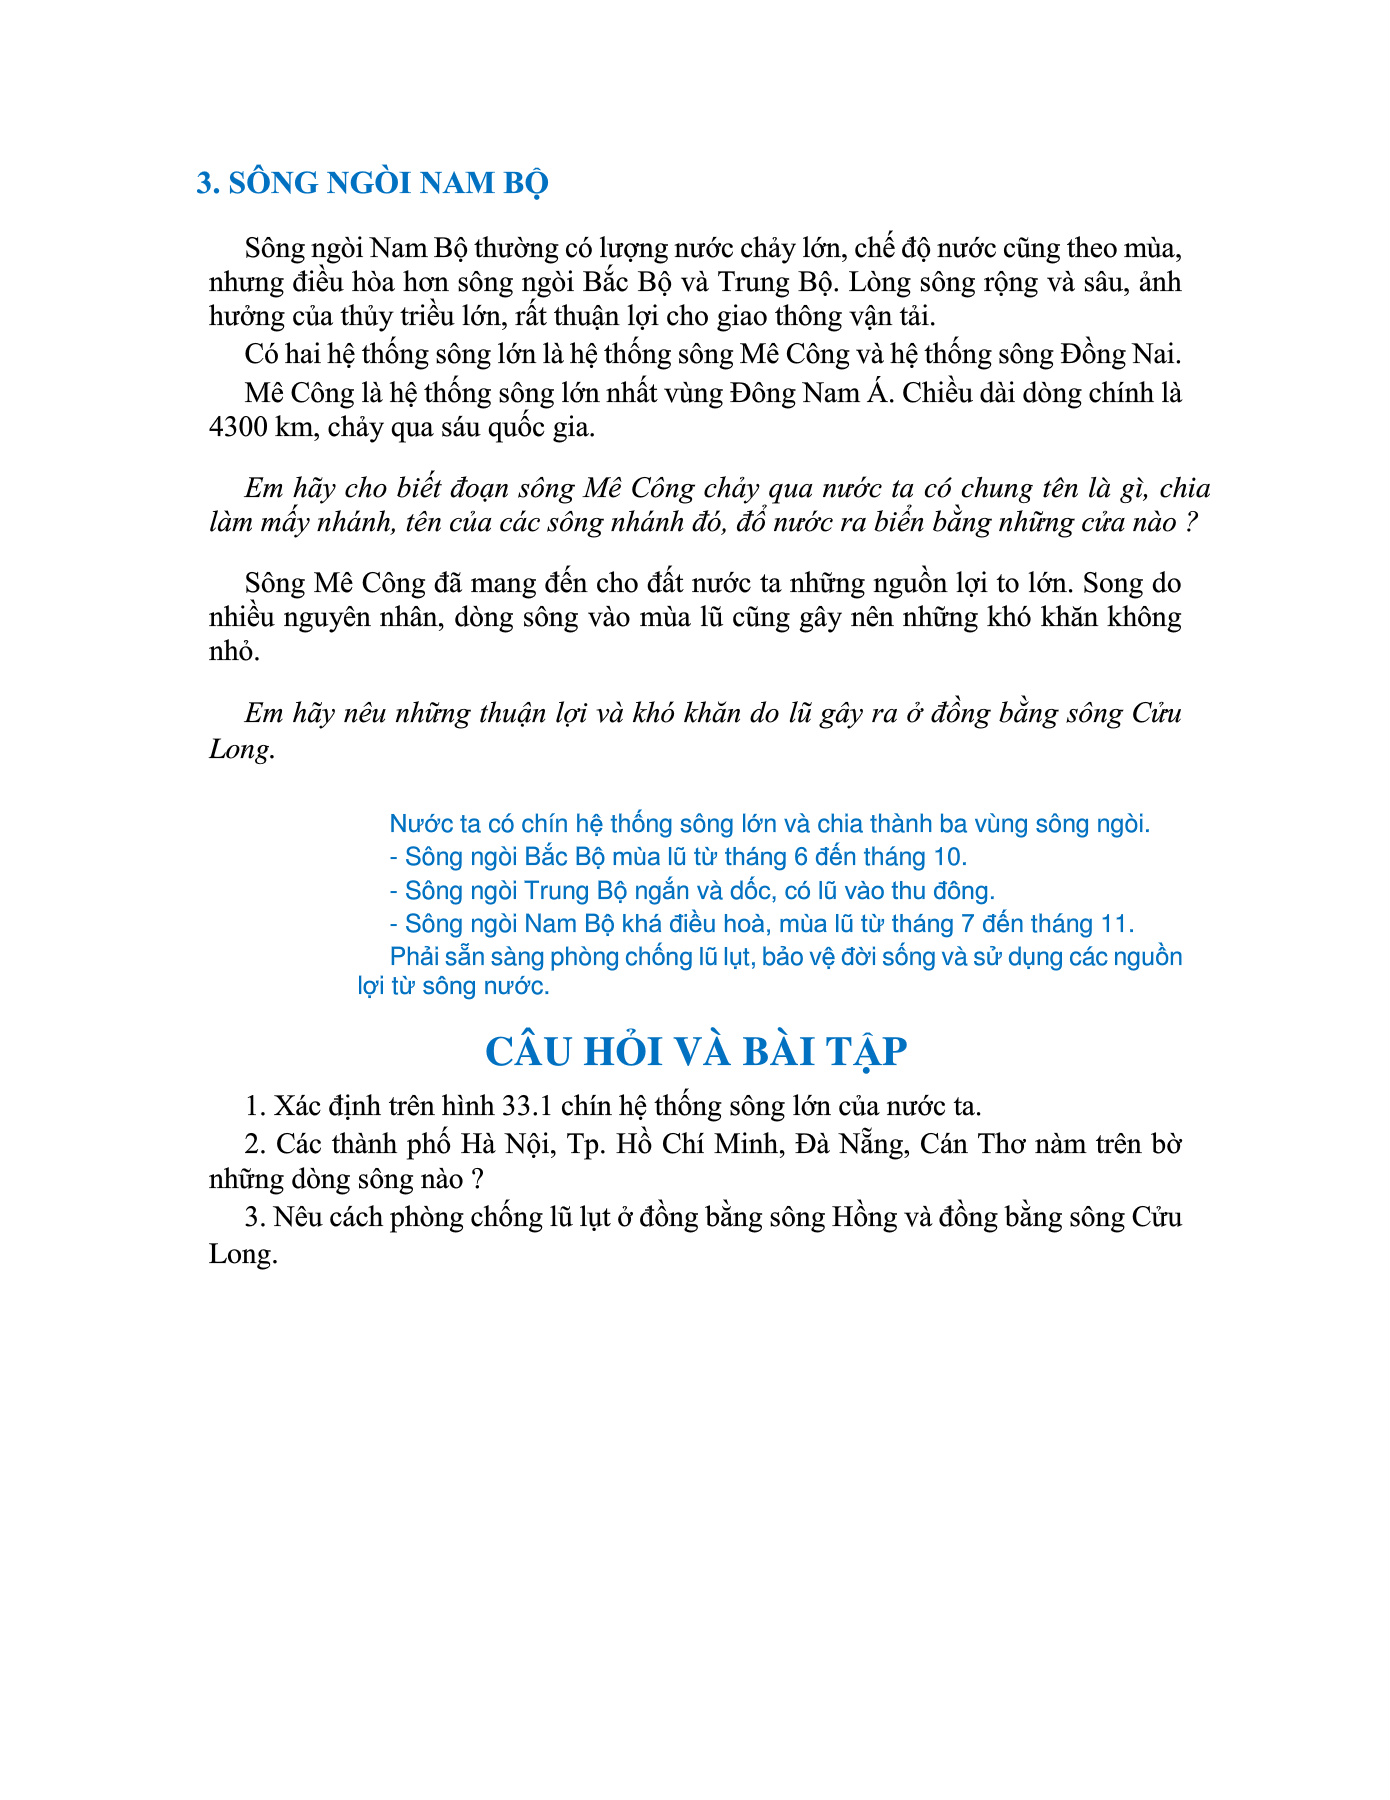 3. SÔNG NGÒI NAM BỘ
Sông ngòi Nam Bộ thường có lượng nước chảy lớn, chế độ nước cũng theo mùa,
nhưng điều hòa hơn sông ngòi Bắc Bộ và Trung Bộ. Lòng sông rộng và sâu, ảnh
hưởng của thủy triều lớn, rất thuận lợi cho giao thông vận tải.
Có hai hệ thống sông lớn là hệ thống sông Mê Công và hệ thống sông Đồng Nai.
Mê Công là hệ thống sông lớn nhất vùng Đông Nam Á. Chiều dài dòng chính là
4300 km, chảy qua sáu quốc gia.
Em hãy cho biết đoạn sông Mê Công chảy qua nước ta có chung tên là gì, chia
làm mấy nhánh, tên của các sông nhánh đó, đổ nước ra biển bằng những cửa nào ?
Sông Mê Công đã mang đến cho đất nước ta những nguồn lợi to lớn. Song do
nhiều nguyên nhân, dòng sông vào mùa lũ cũng gây nên những khó khăn không
nhỏ.
Em hãy nêu những thuận lợi và khó khăn do lũ gây ra ở đồng bằng sông Cửu
Long.
Nước ta có chín hệ thống sông lớn và chia thành ba vùng sông ngòi.
- Sông ngòi Bắc Bộ mùa lũ từ tháng 6 đến tháng 10.
- Sông ngòi Trung Bộ ngắn và dốc, có lũ vào thu đông.
- Sông ngòi Nam Bộ khá điều hoà, mùa lũ từ tháng 7 đến tháng 11.
Phải sẵn sàng phòng chống lũ lụt, bảo vệ đời sống và sử dụng các nguồn
lợi từ sông nước.
CÂU HỎI VÀ BÀI TẬP
1. Xác định trên hình 33.1 chín hệ thống sông lớn của nước ta.
2. Các thành phố Hà Nội, Tp. Hồ Chí Minh, Đà Nẵng, Cán Thơ nàm trên bờ
những dòng sông nào ?
3. Nêu cách phòng chống lũ lụt ở đồng bằng sông Hồng và đồng bằng sông Cửu
Long.